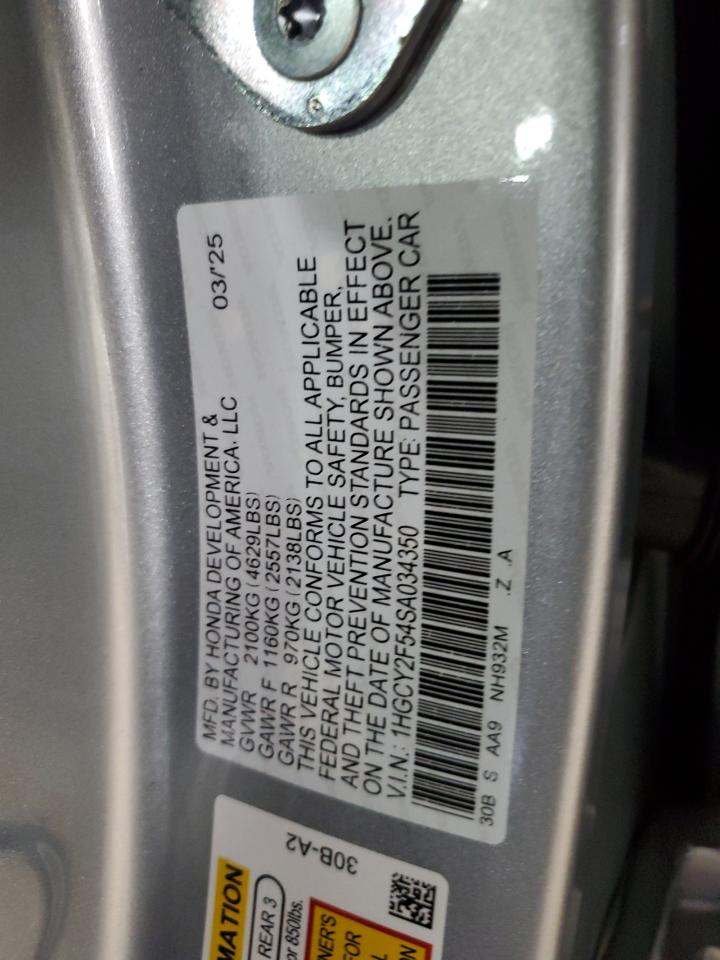 MFD. BY HONDA DEVELOPMENT &
MANUFACTURING OF AMERICA, LLC 03/'25
GVWR 2100KG (4629LBS)
GAWR F 1160KG (2557LBS)
GAWR R 970KG (2138LBS)
THIS VEHICLE CONFORMS TO ALL APPLICABLE
FEDERAL MOTOR VEHICLE SAFETY, BUMPER,
AND THEFT PREVENTION STANDARDS IN EFFECT
ON THE DATE OF MANUFACTURE SHOWN ABOVE.
V.I.N.: 1HGCY2F54SA034350 TYPE: PASSENGER CAR
30B S AA9 NH932M .Z .A
30B-A2
MATION
REAR 3
or 850lbs.
NER'S
FOR